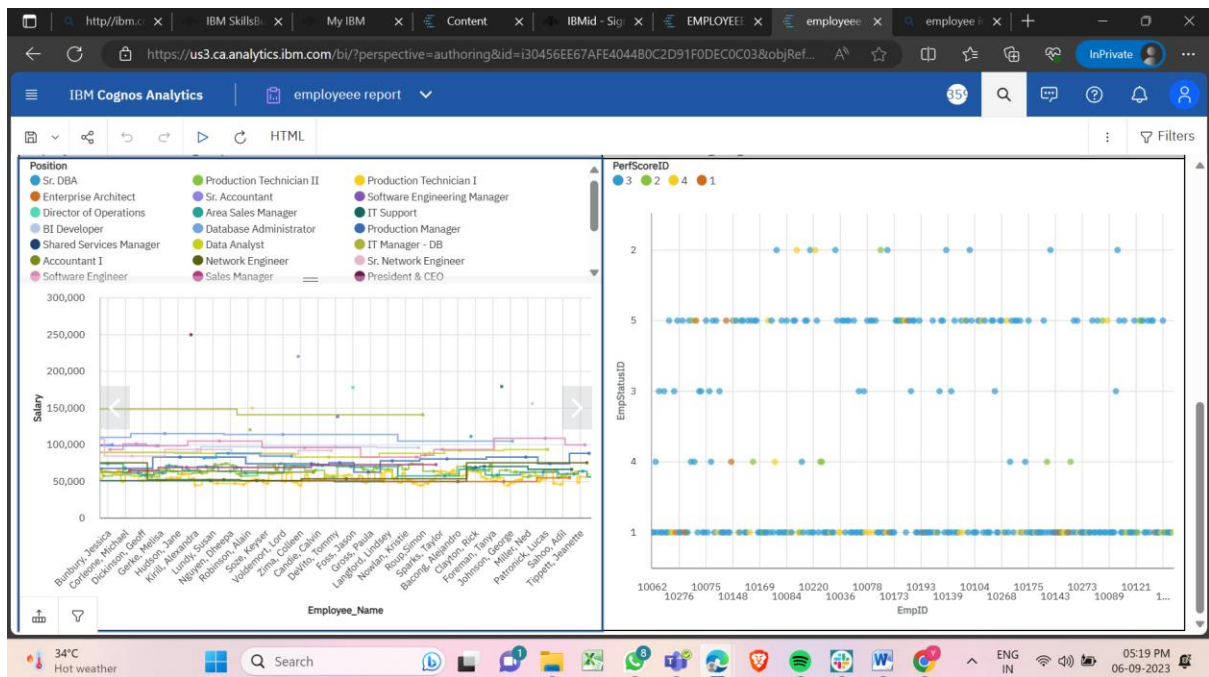 http//ibm.c
IBM SkillsB
My IBM
Content
IBMid - Sig
EMPLOYEEE
employeee
employee i
https://us3.ca.analytics.ibm.com/bi/?perspective=authoring&id=i30456EE67AFE4044B0C2D91F0DEC0C03&objRef...
InPrivate
IBM Cognos Analytics
employeee report
359
HTML
Filters
Position
Sr. DBA Production Technician II Production Technician I
Enterprise Architect Sr. Accountant Software Engineering Manager
Director of Operations Area Sales Manager IT Support
BI Developer Database Administrator Production Manager
Shared Services Manager Data Analyst IT Manager - DB
Accountant I Network Engineer Sr. Network Engineer
Software Engineer Sales Manager President & CEO
300,000
250,000
200,000
150,000
100,000
50,000
0
Salary
Bunbury, Jessica
Corleone, Michael
Dickinson, Geoff
Gerke, Melisa
Hudson, Jane
Kirill, Alexandra
Lundy, Susan
Nguyen, Dheepa
Robinson, Alain
Soze, Keyser
Voldemort, Lord
Zima, Colleen
Candie, Calvin
DeVito, Tommy
Foss, Jason
Gross, Paula
Langford, Lindsey
Nowlan, Kristie
Roup,Simon
Sparks, Taylor
Bacong, Alejandro
Clayton, Rick
Foreman, Tanya
Johnson, George
Miller, Ned
Patronick, Lucas
Sahoo, Adil
Tippett, Jeanette
Employee_Name
PerfScoreID
3 2 4 1
2
5
3
4
1
EmpStatusID
10062 10075 10169 10220 10078 10193 10104 10175 10273 10121
10276 10148 10084 10036 10173 10139 10268 10143 10089 1...
EmpID
34°C
Hot weather
Search
1
8
ENG
IN
05:19 PM
06-09-2023